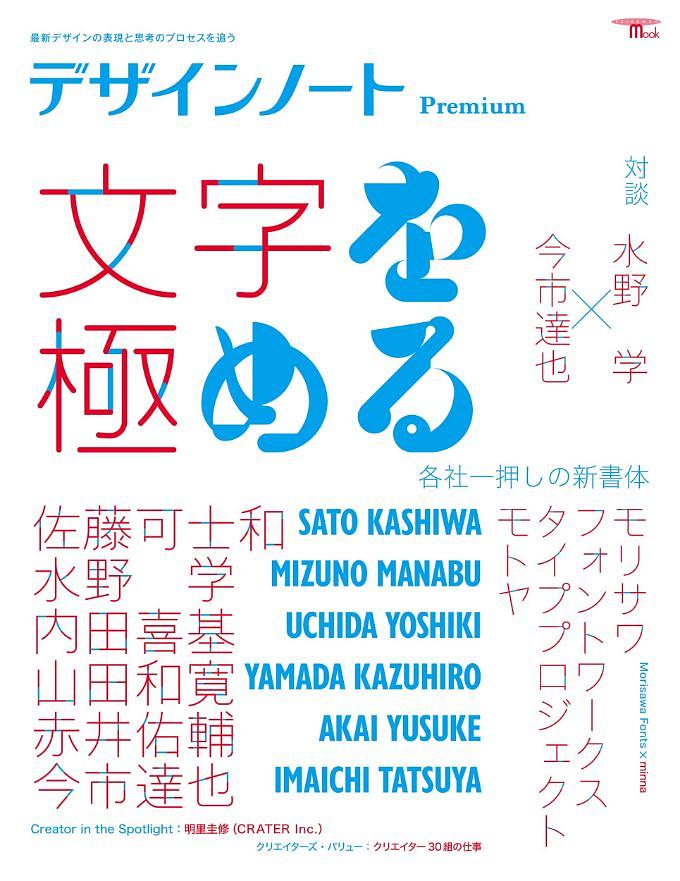 最新デザインの表現と思考のプロセスを追う
Mook
デザインノート Premium
文字を
極める
対談
水野 学
×
今市達也
各社一押しの新書体
モリサワ
フォントワークス
タイププロジェクト
モトヤ
Morisawa Fonts × minna
佐藤可士和 SATO KASHIWA
水野 学 MIZUNO MANABU
内田喜基 UCHIDA YOSHIKI
山田和寛 YAMADA KAZUHIRO
赤井佑輔 AKAI YUSUKE
今市達也 IMAICHI TATSUYA
Creator in the Spotlight：明里圭修 (CRATER Inc.)
クリエイターズ・バリュー：クリエイター30組の仕事